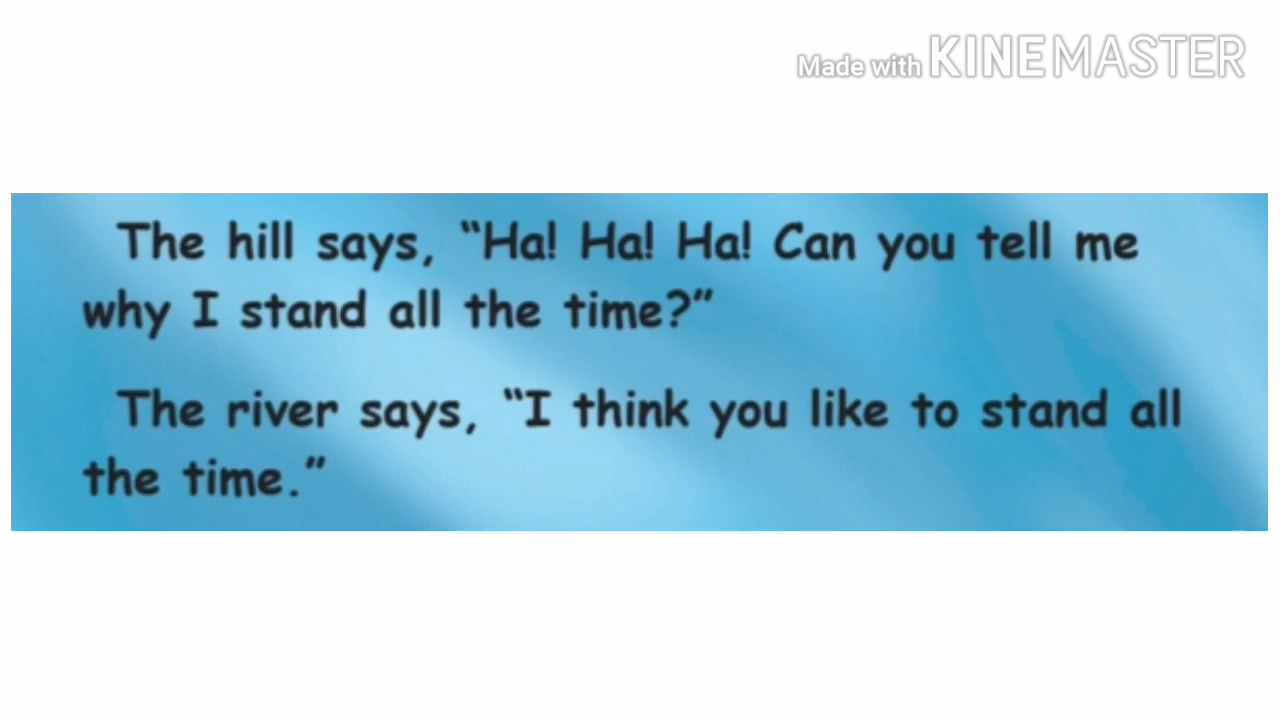 Made with KINEMASTER
The hill says, “Ha! Ha! Ha! Can you tell me
why I stand all the time?”
The river says, “I think you like to stand all
the time.”